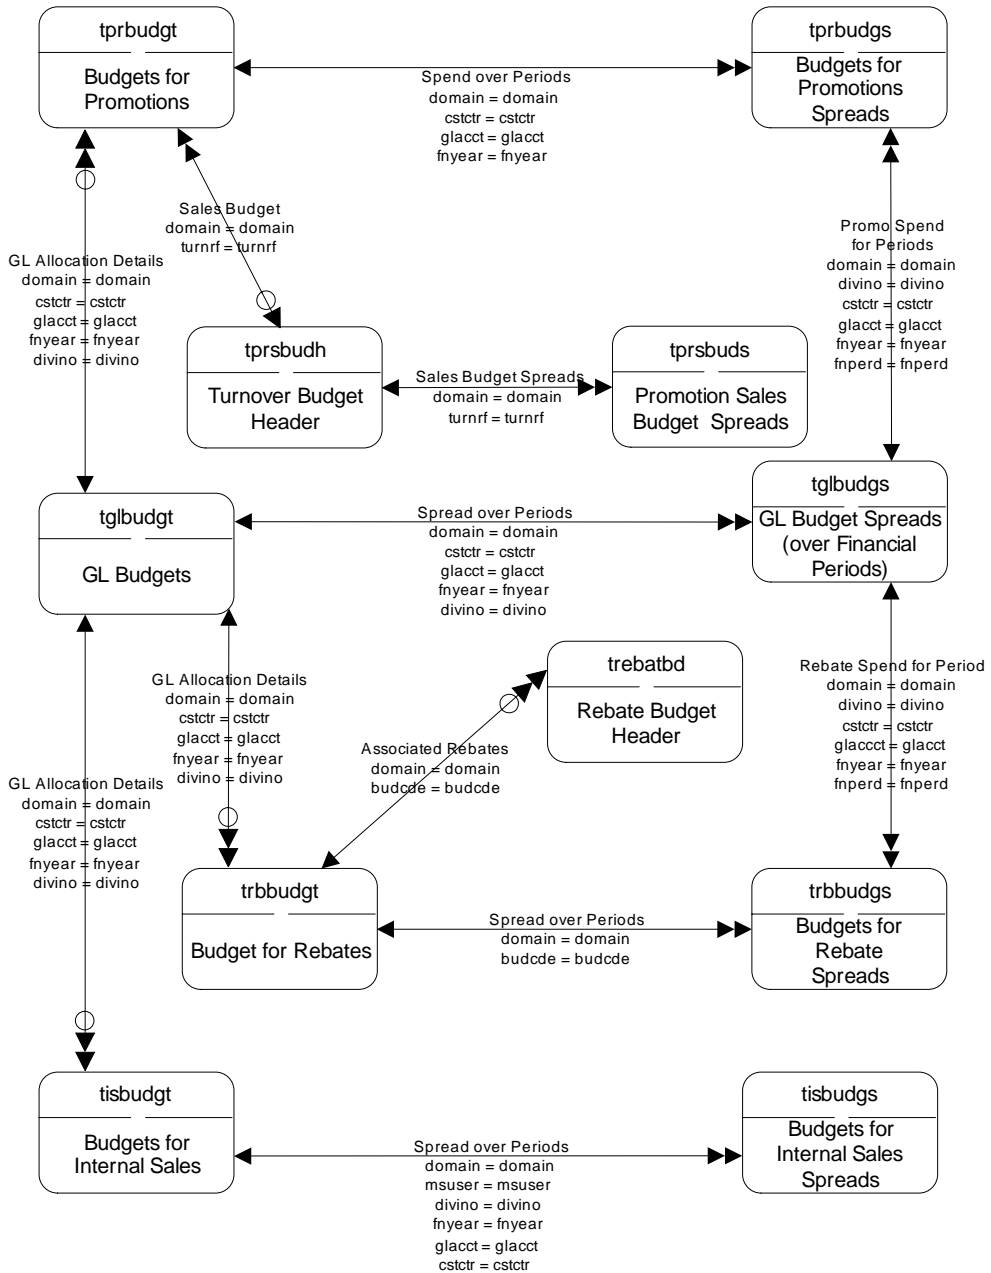 tprbudgt
Budgets for
Promotions
tprbudgs
Budgets for
Promotions
Spreads
Spend over Periods
domain = domain
cstctr = cstctr
glacct = glacct
fnyear = fnyear
Sales Budget
domain = domain
turnrf = turnrf
GL Allocation Details
domain = domain
cstctr = cstctr
glacct = glacct
fnyear = fnyear
divino = divino
Promo Spend
for Periods
domain = domain
divino = divino
cstctr = cstctr
glacct = glacct
fnyear = fnyear
fnperd = fnperd
tprsbudh
Turnover Budget
Header
Sales Budget Spreads
domain = domain
turnrf = turnrf
tprsbuds
Promotion Sales
Budget Spreads
tglbudgt
GL Budgets
Spread over Periods
domain = domain
cstctr = cstctr
glacct = glacct
fnyear = fnyear
divino = divino
tglbudgs
GL Budget Spreads
(over Financial
Periods)
GL Allocation Details
domain = domain
cstctr = cstctr
glacct = glacct
fnyear = fnyear
divino = divino
trebatbd
Rebate Budget
Header
Rebate Spend for Period
domain = domain
divino = divino
cstctr = cstctr
glaccct = glacct
fnyear = fnyear
fnperd = fnperd
Associated Rebates
domain = domain
budcde = budcde
GL Allocation Details
domain = domain
cstctr = cstctr
glacct = glacct
fnyear = fnyear
divino = divino
trbbudgt
Budget for Rebates
Spread over Periods
domain = domain
budcde = budcde
trbbudgs
Budgets for
Rebate
Spreads
tisbudgt
Budgets for
Internal Sales
Spread over Periods
domain = domain
msuser = msuser
divino = divino
fnyear = fnyear
glacct = glacct
cstctr = cstctr
tisbudgs
Budgets for
Internal Sales
Spreads